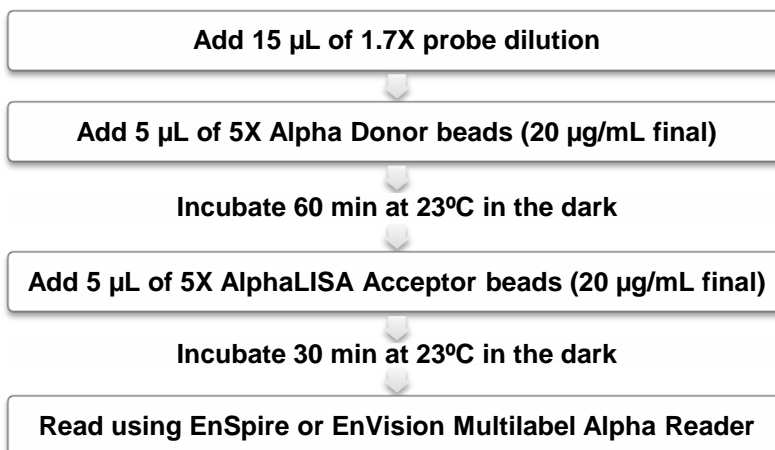 Add 15 µL of 1.7X probe dilution
Add 5 µL of 5X Alpha Donor beads (20 µg/mL final)
Incubate 60 min at 23ºC in the dark
Add 5 µL of 5X AlphaLISA Acceptor beads (20 µg/mL final)
Incubate 30 min at 23ºC in the dark
Read using EnSpire or EnVision Multilabel Alpha Reader